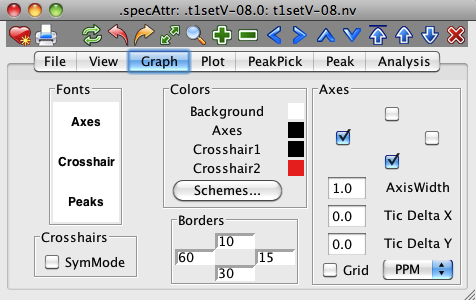 .specAttr: .t1setV-08.0: t1setV-08.nv
File View Graph Plot PeakPick Peak Analysis
Fonts
Axes
Crosshair
Peaks
Crosshairs
SymMode
Colors
Background
Axes
Crosshair1
Crosshair2
Schemes...
Borders
10
60 15
30
Axes
1.0 AxisWidth
0.0 Tic Delta X
0.0 Tic Delta Y
Grid PPM